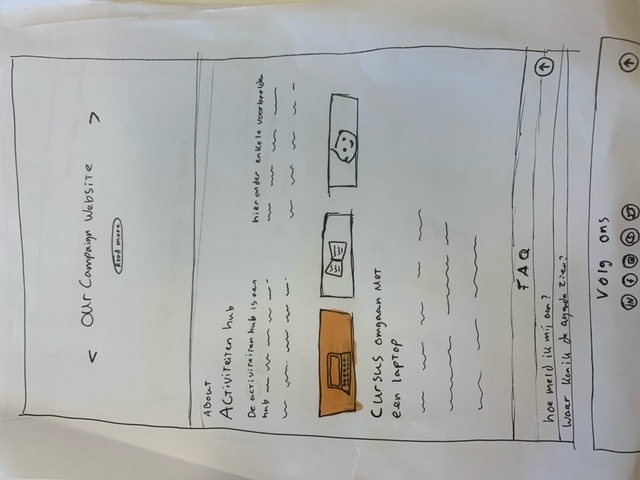 < Our Campaign Website >
Read more
About
Activiteiten hub
De activiteiten hub is een
hub
hieronder enkele voorbeelden
Cursus omgaan met
een laptop
FAQ
hoe meld ik mij aan?
waar kan ik de agenda zien?
Volg ons
in f